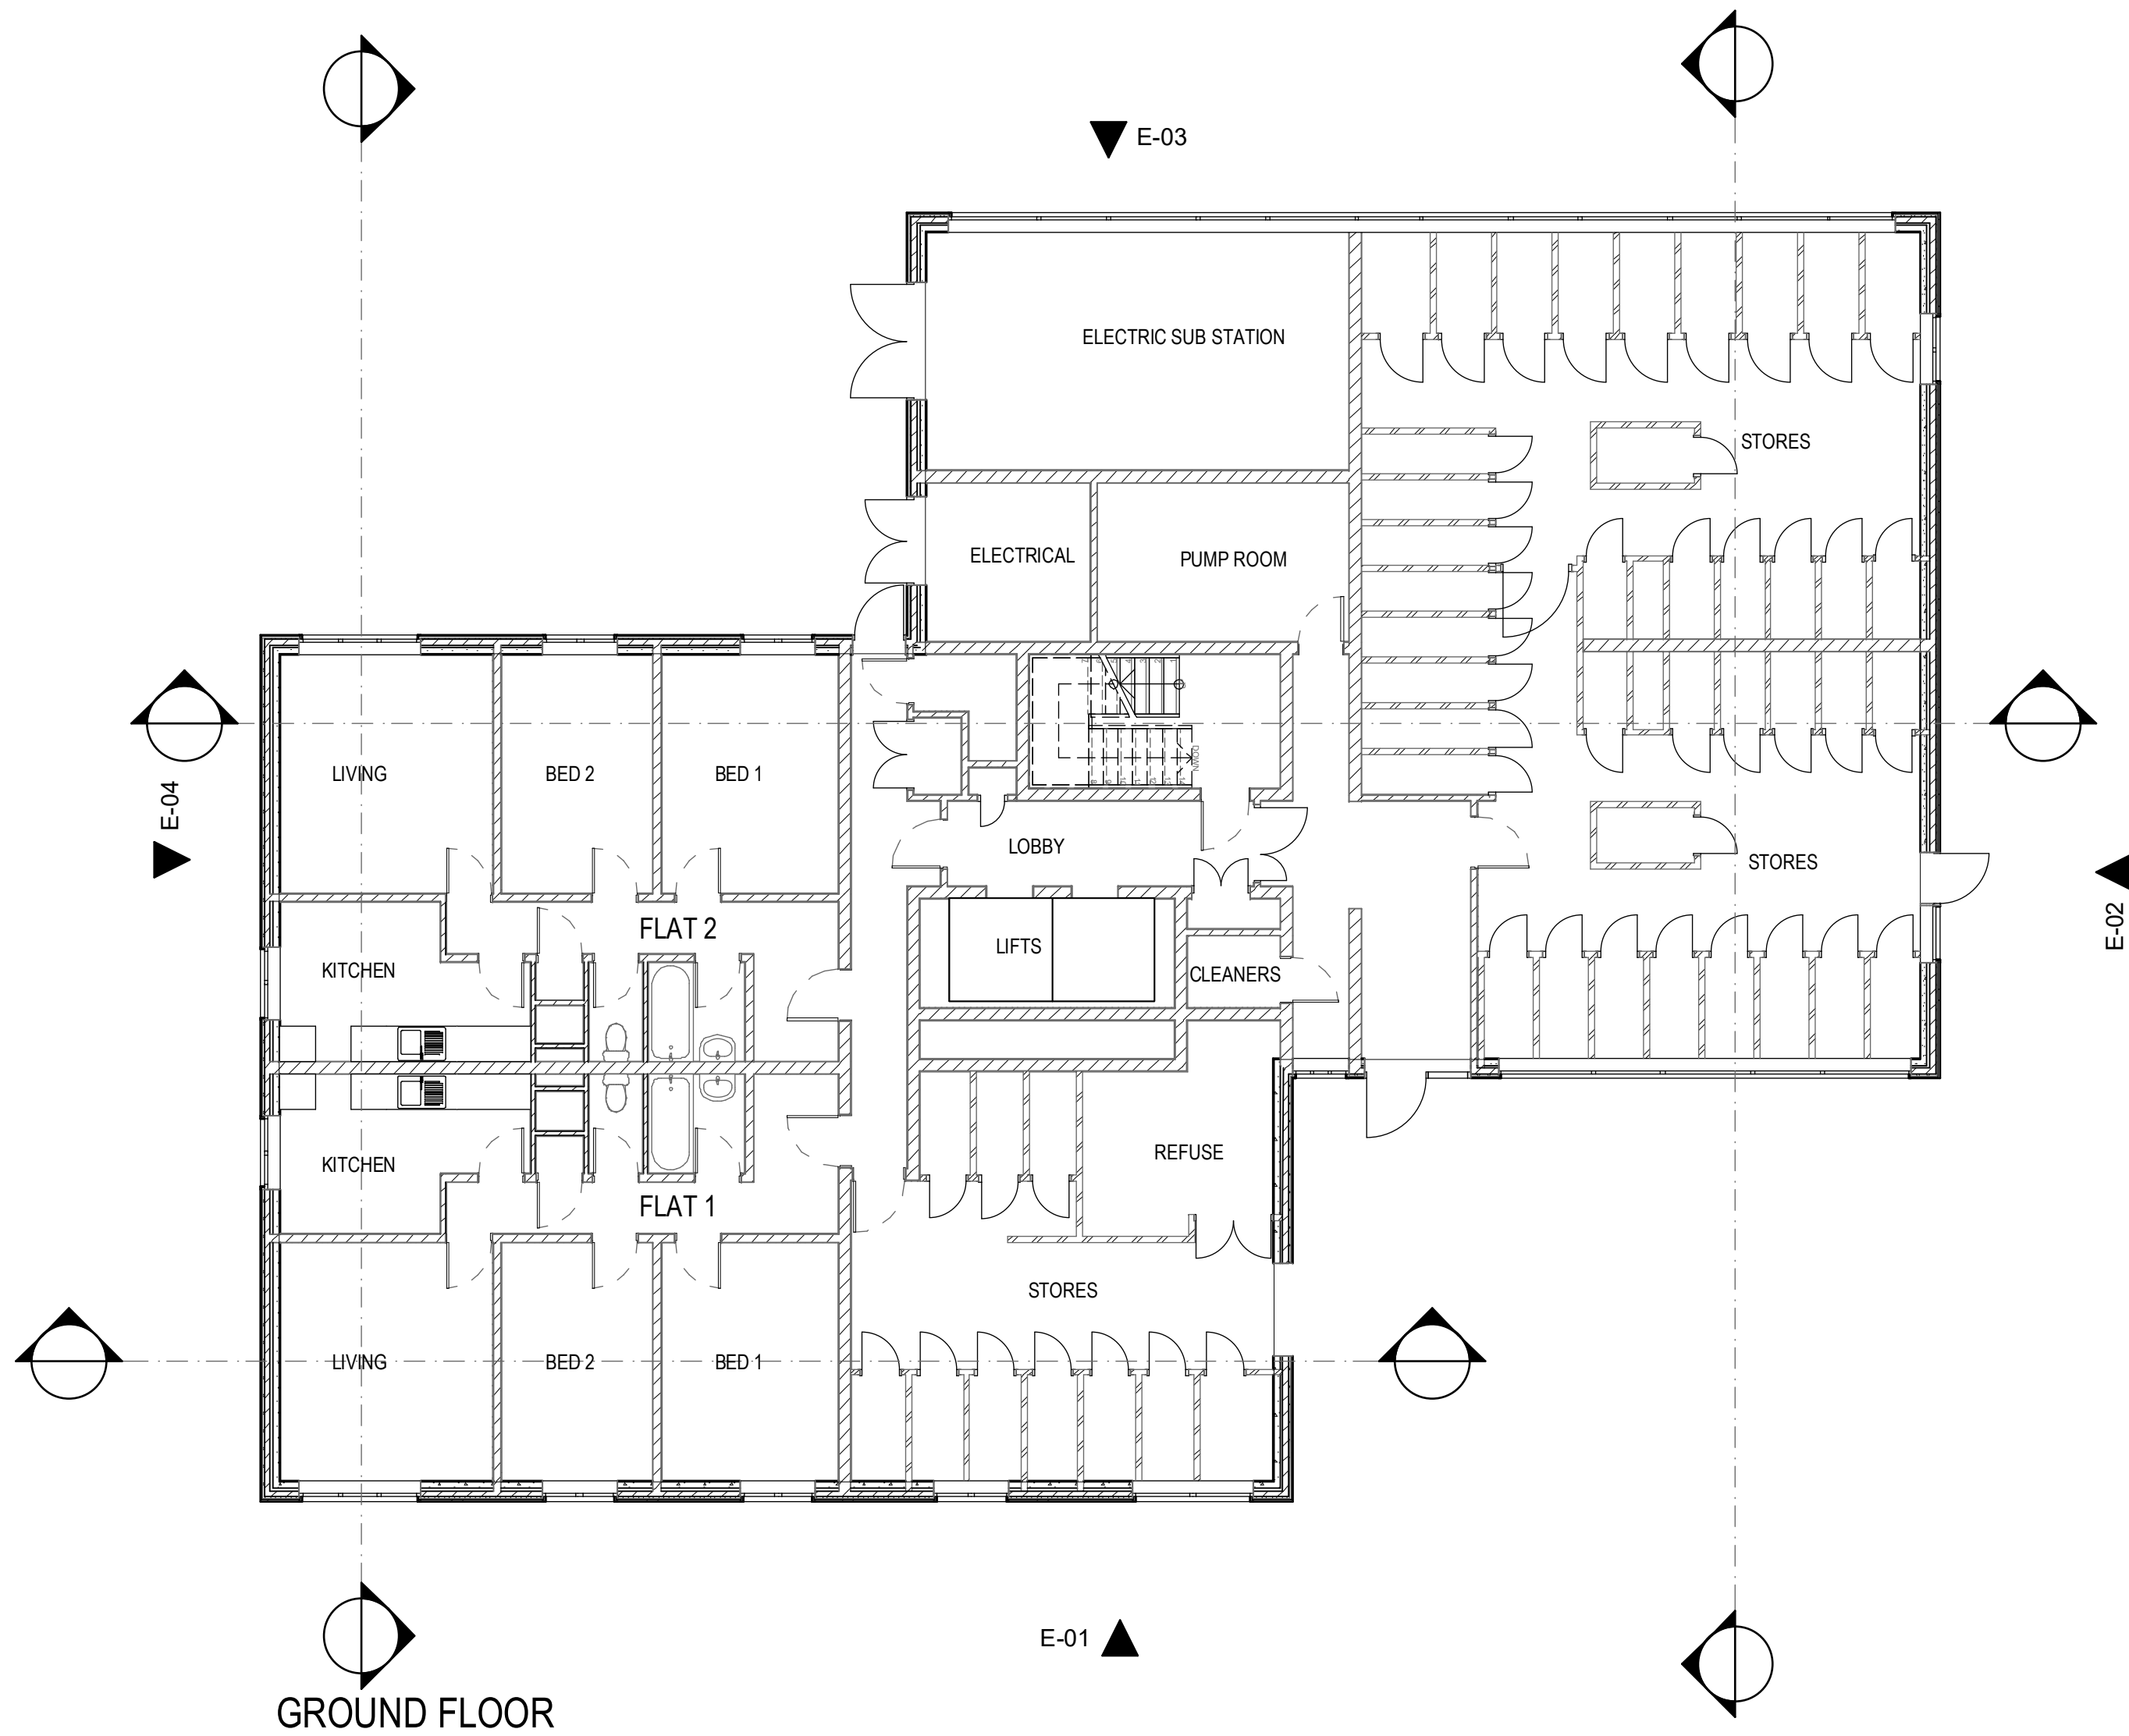 E-03
ELECTRIC SUB STATION
STORES
ELECTRICAL
PUMP ROOM
LIVING
BED 2
BED 1
E-04
DOWN
LOBBY
STORES
E-02
FLAT 2
LIFTS
KITCHEN
CLEANERS
KITCHEN
REFUSE
FLAT 1
STORES
LIVING
BED 2
BED 1
E-01
GROUND FLOOR